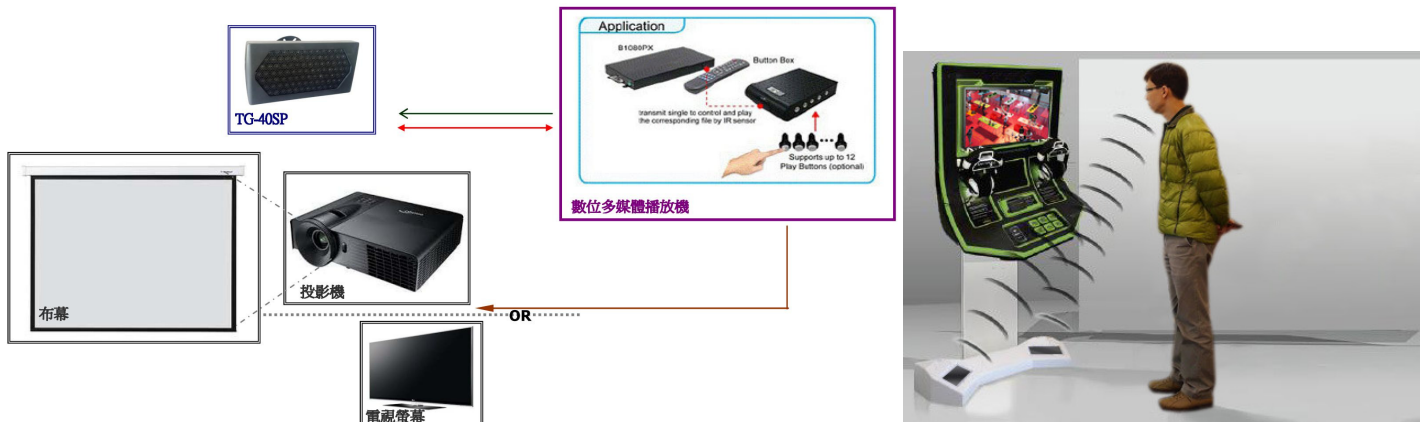 Application
B1080PX
Button Box
transmit single to control and play
the corresponding file by IR sensor
Supports up to 12
Play Buttons (optional)
數位多媒體播放機
TG-40SP
布幕
投影機
OR
電視螢幕